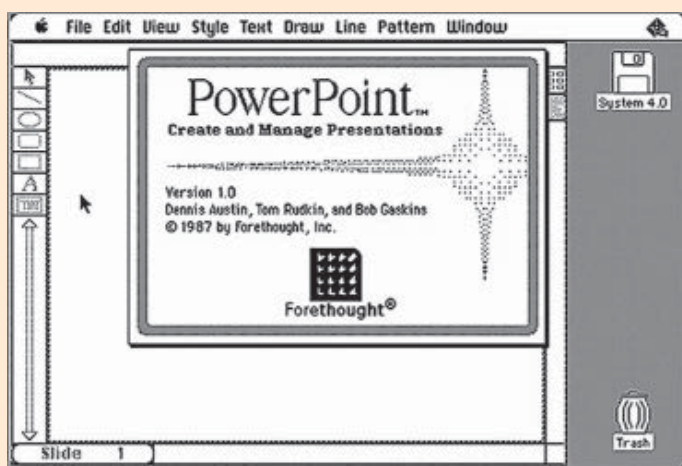 File Edit View Style Text Draw Line Pattern Window
PowerPoint™
Create and Manage Presentations
System 4.0
Version 1.0
Dennis Austin, Tom Rudkin, and Bob Gaskins
© 1987 by Forethought, Inc.
Forethought®
A
TEXT
Trash
Slide 1